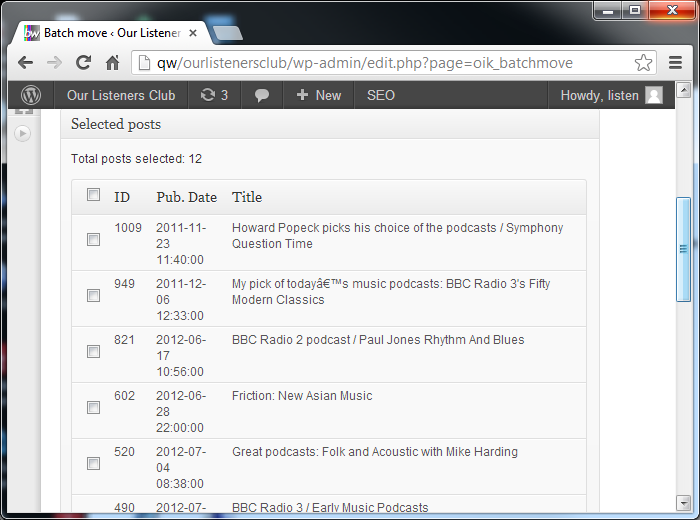 Batch move ‹ Our Listener
qw/ourlistenersclub/wp-admin/edit.php?page=oik_batchmove
Our Listeners Club 3 New SEO Howdy, listen
Selected posts
Total posts selected: 12
ID Pub. Date Title
1009 2011-11- Howard Popeck picks his choice of the podcasts / Symphony
23 Question Time
11:40:00
949 2011-12- My pick of todayâ€™s music podcasts: BBC Radio 3's Fifty
06 Modern Classics
12:33:00
821 2012-06- BBC Radio 2 podcast / Paul Jones Rhythm And Blues
17
10:56:00
602 2012-06- Friction: New Asian Music
28
22:00:00
520 2012-07- Great podcasts: Folk and Acoustic with Mike Harding
04
08:38:00
490 2012-07- BBC Radio 3 / Early Music Podcasts